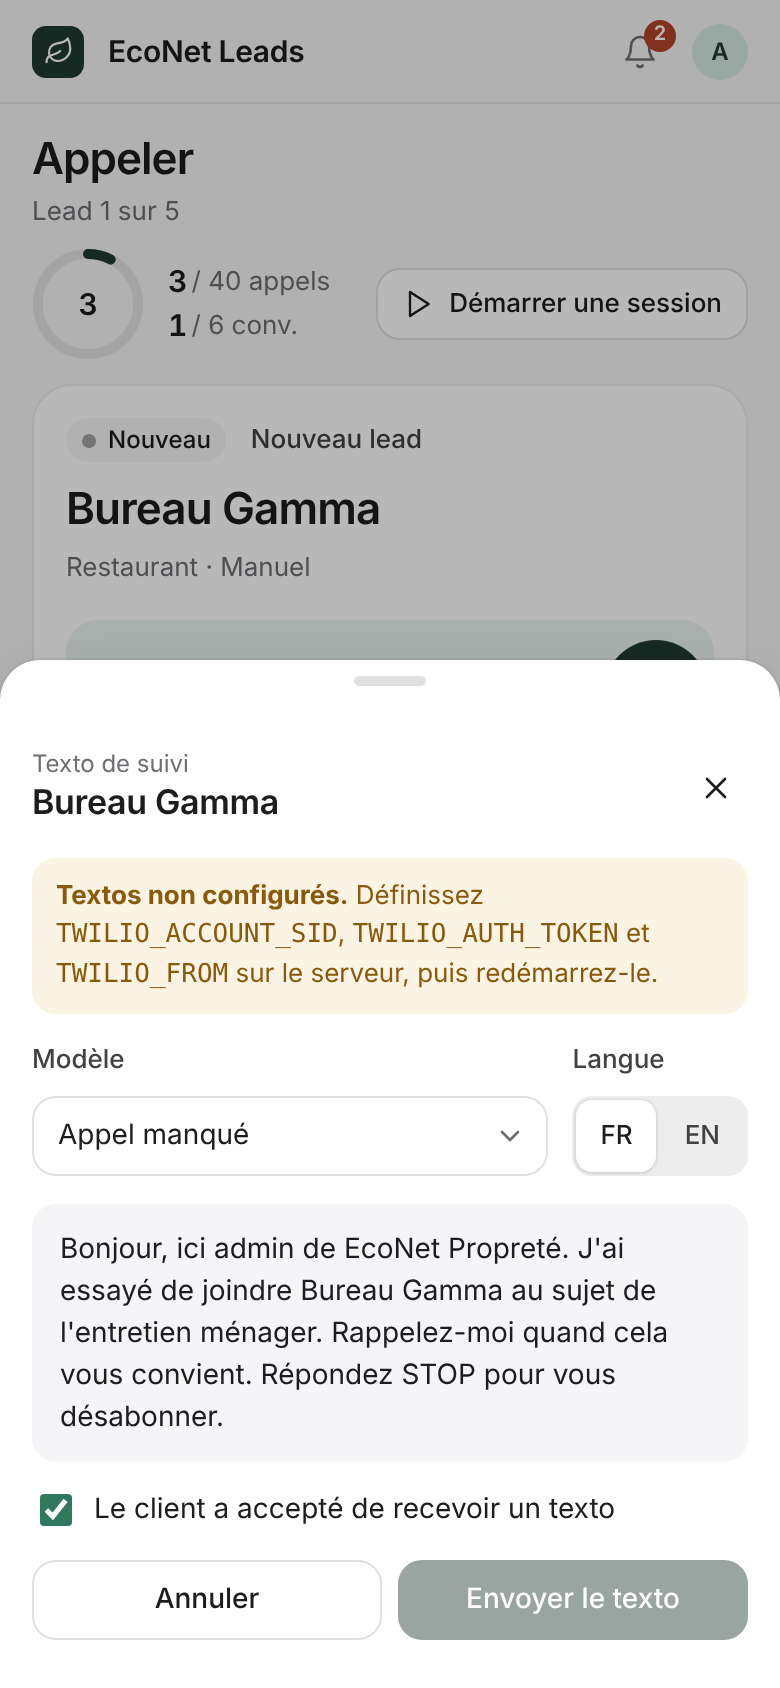 EcoNet Leads
2
A
Appeler
Lead 1 sur 5
3
3 / 40 appels
1 / 6 conv.
Démarrer une session
Nouveau
Nouveau lead
Bureau Gamma
Restaurant · Manuel
Texto de suivi
Bureau Gamma
Textos non configurés. Définissez
TWILIO_ACCOUNT_SID, TWILIO_AUTH_TOKEN et
TWILIO_FROM sur le serveur, puis redémarrez-le.
Modèle
Langue
Appel manqué
FR
EN
Bonjour, ici admin de EcoNet Propreté. J'ai
essayé de joindre Bureau Gamma au sujet de
l'entretien ménager. Rappelez-moi quand cela
vous convient. Répondez STOP pour vous
désabonner.
Le client a accepté de recevoir un texto
Annuler
Envoyer le texto